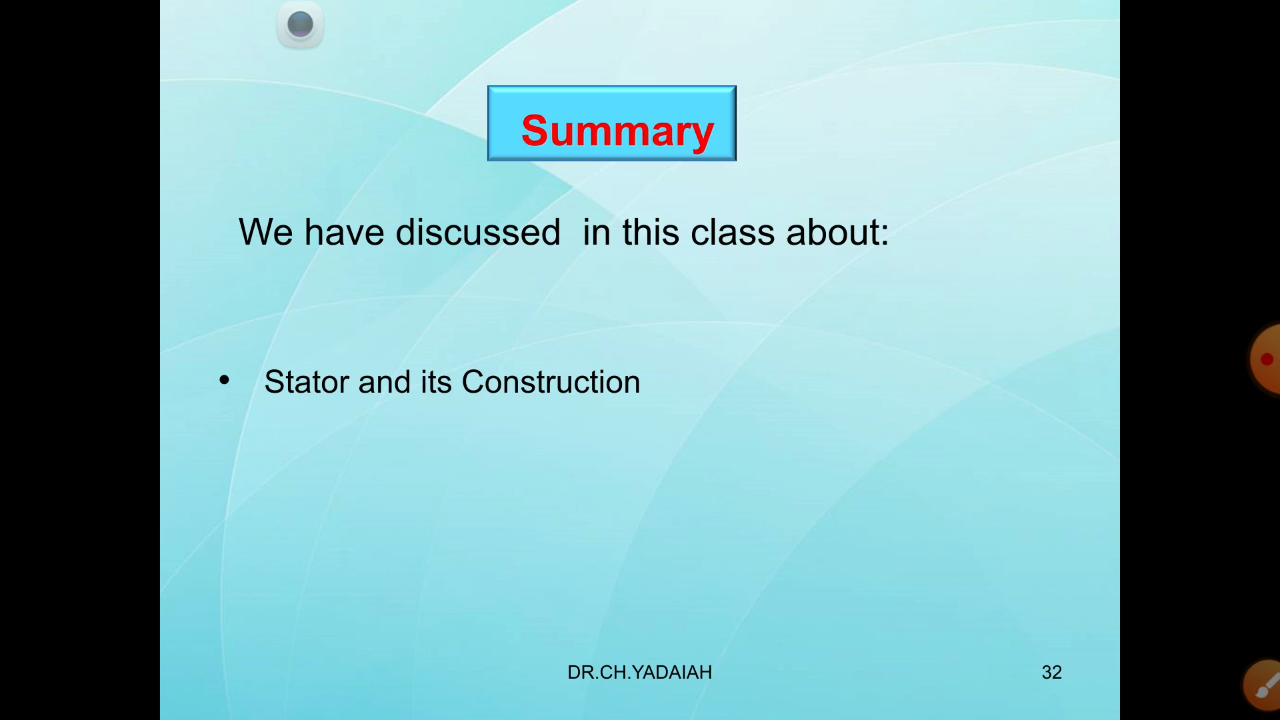 Summary
We have discussed  in this class about:
• Stator and its Construction
DR.CH.YADAIAH
32